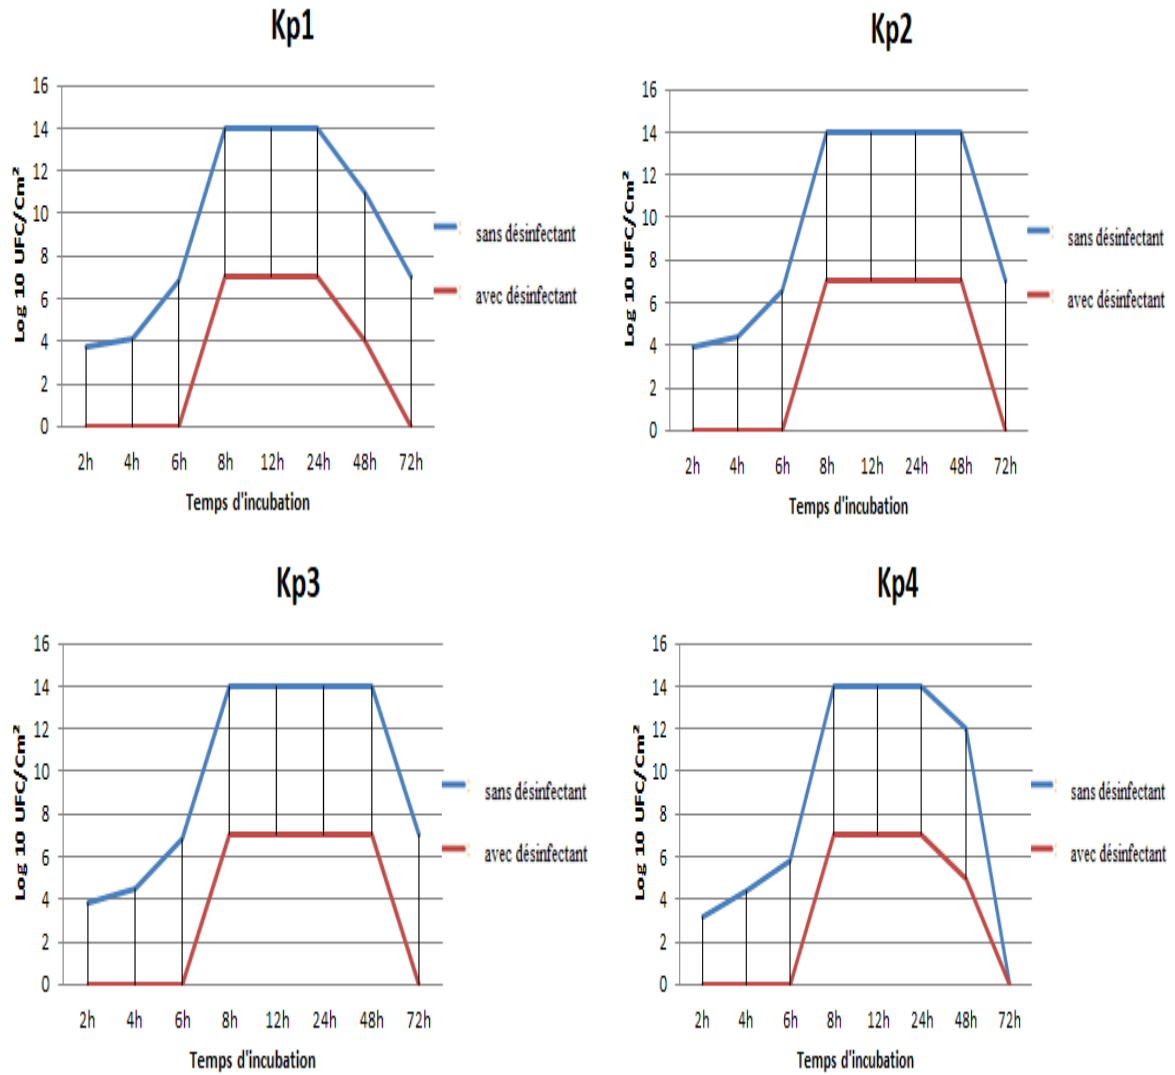 Kp1
16
14
12
10
8
6
4
2
0
Log 10 UFC/Cm²
2h 4h 6h 8h 12h 24h 48h 72h
Temps d'incubation
sans désinfectant
avec désinfectant
Kp2
16
14
12
10
8
6
4
2
0
Log 10 UFC/Cm²
2h 4h 6h 8h 12h 24h 48h 72h
Temps d'incubation
sans désinfectant
avec désinfectant
Kp3
16
14
12
10
8
6
4
2
0
Log 10 UFC/Cm²
2h 4h 6h 8h 12h 24h 48h 72h
Temps d'incubation
sans désinfectant
avec désinfectant
Kp4
16
14
12
10
8
6
4
2
0
Log 10 UFC/Cm²
2h 4h 6h 8h 12h 24h 48h 72h
Temps d'incubation
sans désinfectant
avec désinfectant